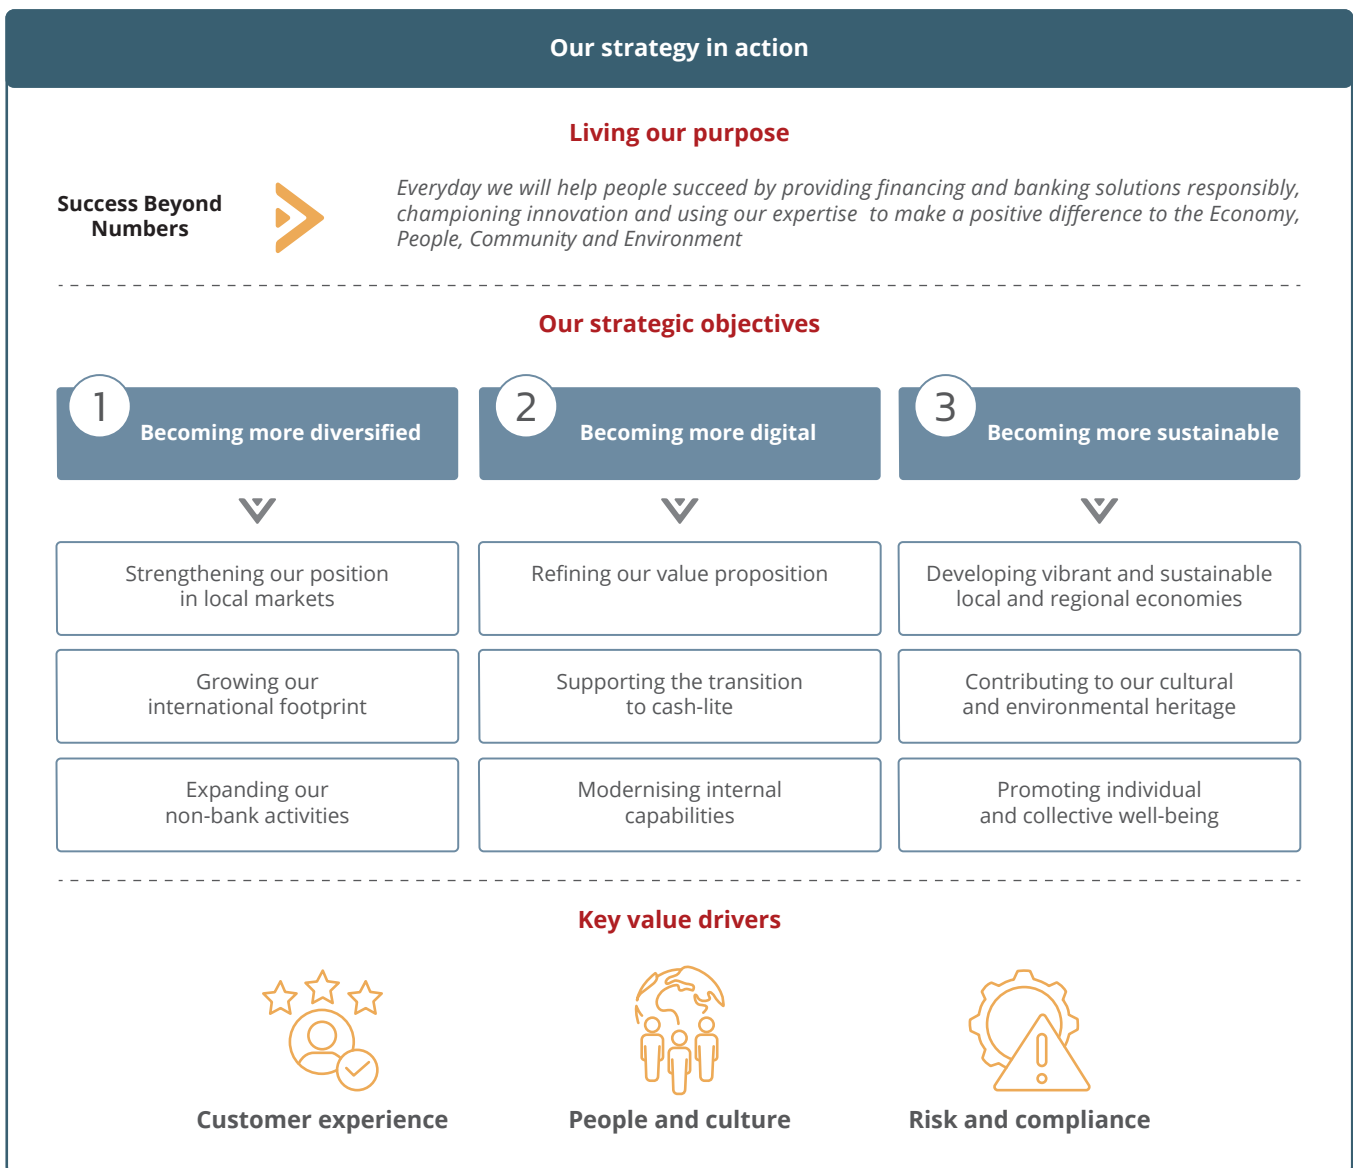 Our strategy in action
Living our purpose
Success Beyond
Numbers
Everyday we will help people succeed by providing financing and banking solutions responsibly,
championing innovation and using our expertise to make a positive difference to the Economy,
People, Community and Environment
Our strategic objectives
1
Becoming more diversified
Strengthening our position
in local markets
Growing our
international footprint
Expanding our
non-bank activities
2
Becoming more digital
Refining our value proposition
Supporting the transition
to cash-lite
Modernising internal
capabilities
3
Becoming more sustainable
Developing vibrant and sustainable
local and regional economies
Contributing to our cultural
and environmental heritage
Promoting individual
and collective well-being
Key value drivers
Customer experience
People and culture
Risk and compliance